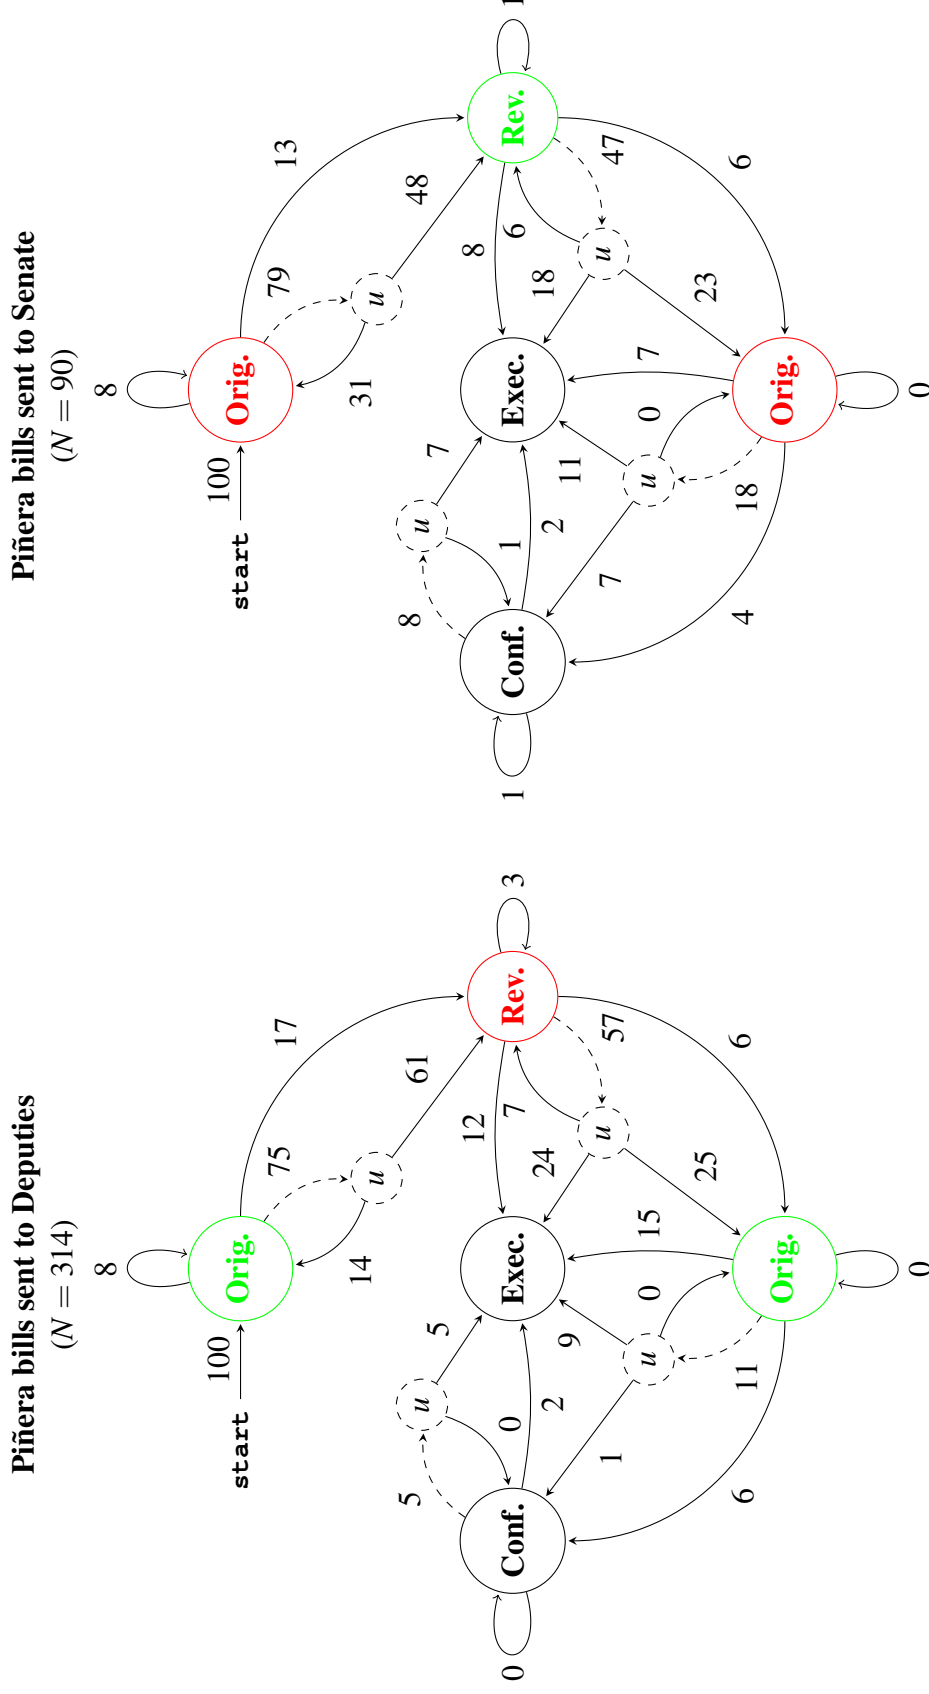 Piñera bills sent to Deputies
(N = 314)
8
start
100
Orig.
17
75
u
14
61
Rev.
3
12
7
57
u
24
25
6
Exec.
5
u
5
0
2
Conf.
0
15
0
9
u
1
11
6
Orig.
0
Piñera bills sent to Senate
(N = 90)
8
start
100
Orig.
13
79
u
31
48
Rev.
8
6
47
u
18
23
6
Exec.
7
u
8
1
2
Conf.
1
7
0
11
u
7
18
4
Orig.
0